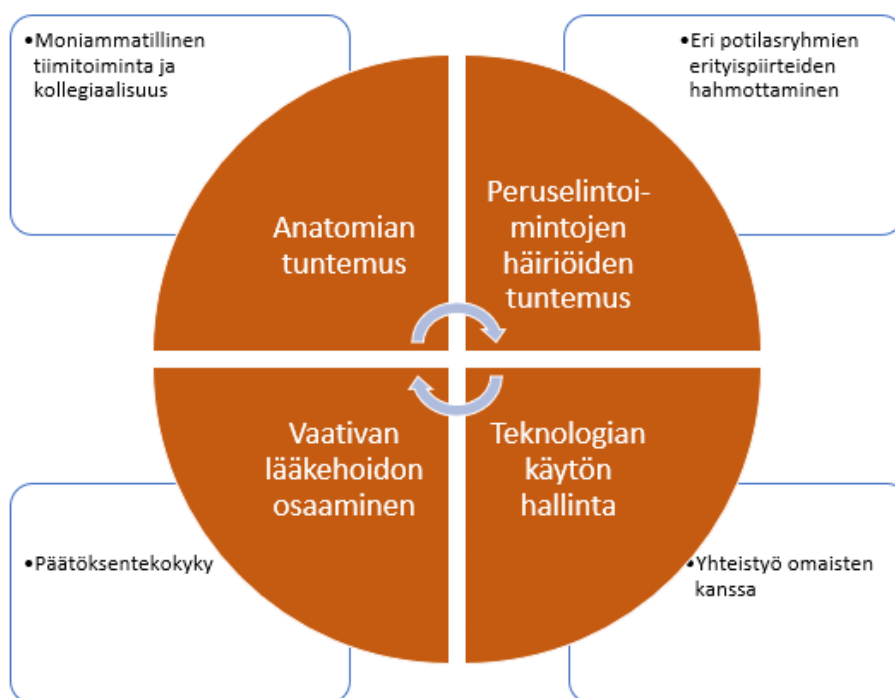 •Moniammatillinen
tiimitoiminta ja
kollegiaalisuus
•Eri potilasryhmien
erityispiirteiden
hahmottaminen
Anatomian
tuntemus
Peruselintoi-
mintojen
häiriöiden
tuntemus
Vaativan
lääkehoidon
osaaminen
Teknologian
käytön
hallinta
•Päätöksentekokyky
•Yhteistyö omaisten
kanssa